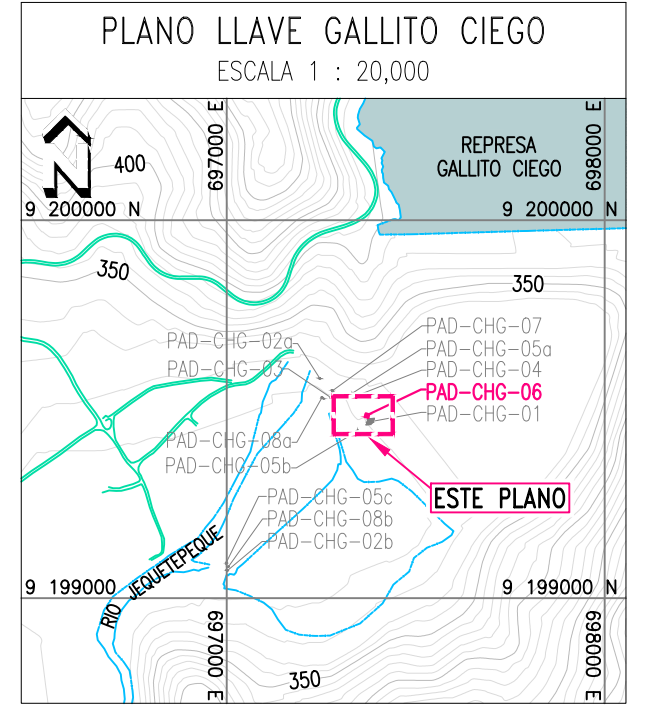 PLANO LLAVE GALLITO CIEGO
ESCALA 1 : 20,000
N
400
697000 E
REPRESA
GALLITO CIEGO
698000 E
9 200000 N
9 200000 N
350
350
PAD-CHG-02a
PAD-CHG-03
PAD-CHG-07
PAD-CHG-05a
PAD-CHG-04
PAD-CHG-06
PAD-CHG-01
PAD-CHG-08a
PAD-CHG-05b
ESTE PLANO
PAD-CHG-05c
PAD-CHG-08b
PAD-CHG-02b
RIO JEQUETEPEQUE
9 199000 N
9 199000 N
697000 E
698000 E
350